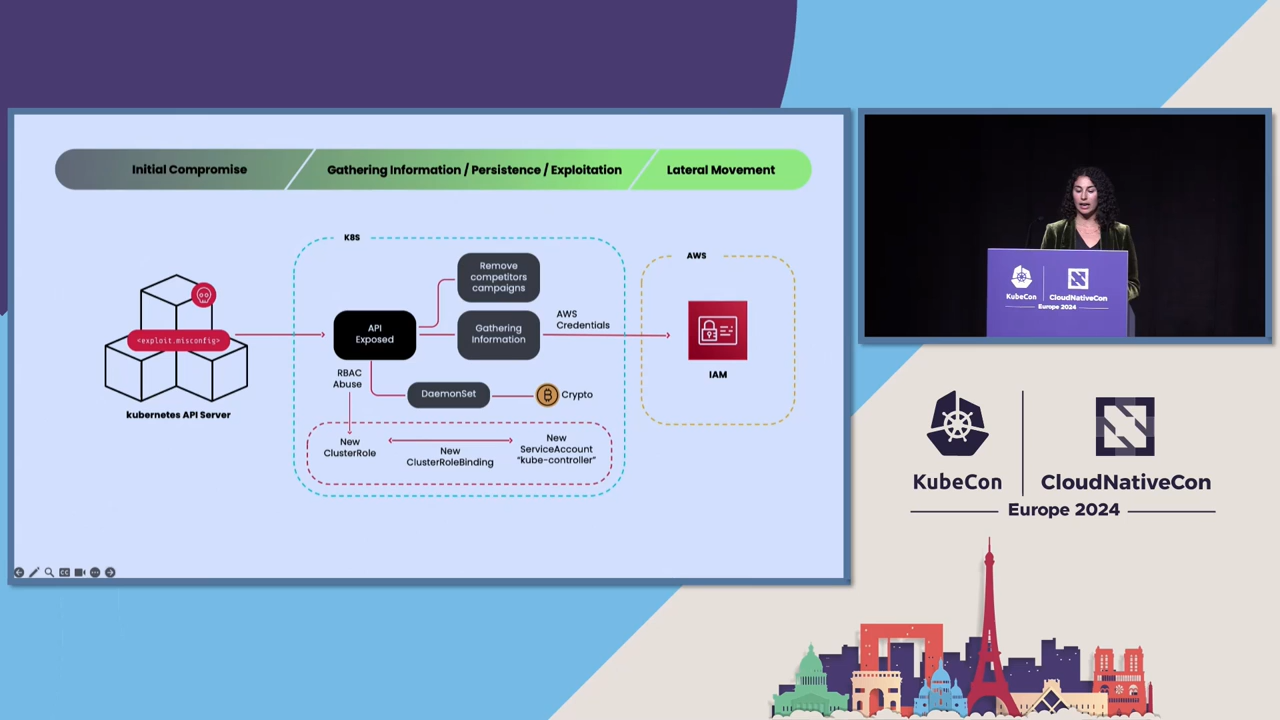 Initial Compromise
Gathering Information / Persistence / Exploitation
Lateral Movement
K8S
AWS
<exploit.misconfig>
kubernetes API Server
API
Exposed
Remove
competitors
campaigns
Gathering
Information
AWS
Credentials
IAM
RBAC
Abuse
DaemonSet
Crypto
New
ClusterRole
New
ClusterRoleBinding
New
ServiceAccount
"kube-controller"
KubeCon
CloudNativeCon
Europe 2024
KubeCon
CloudNativeCon
Europe 2024